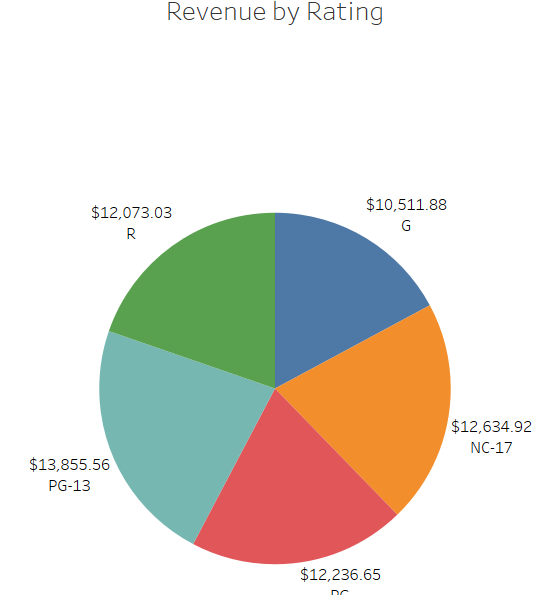 Revenue by Rating
$12,073.03
R
$10,511.88
G
$12,634.92
NC-17
$13,855.56
PG-13
$12,236.65
PG